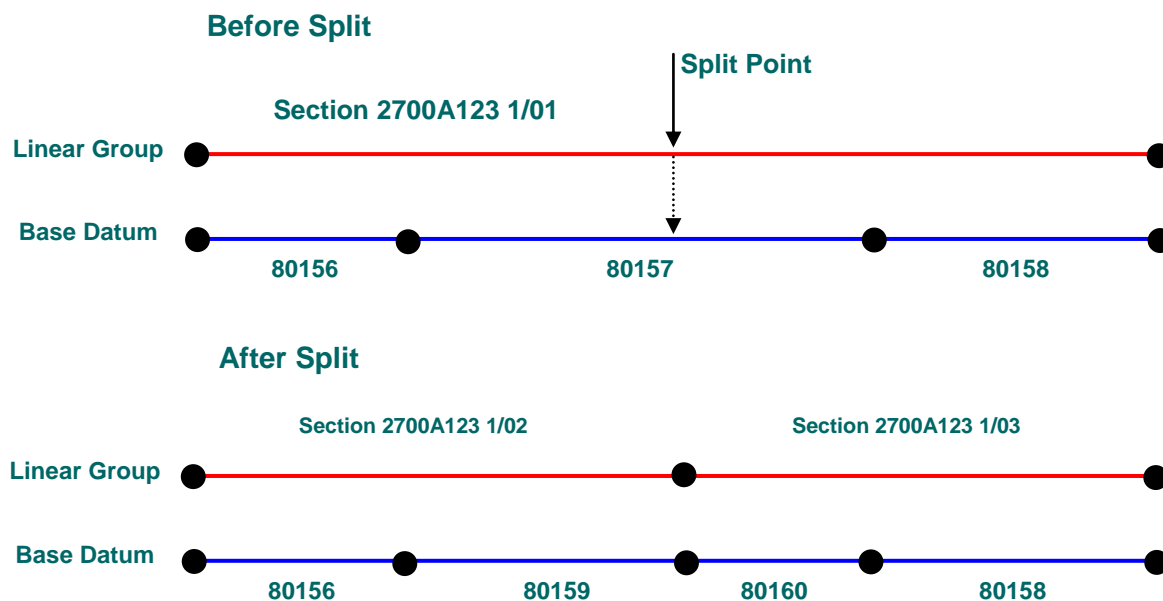 Before Split
Split Point
Section 2700A123 1/01
Linear Group
Base Datum
80156 80157 80158
After Split
Section 2700A123 1/02 Section 2700A123 1/03
Linear Group
Base Datum
80156 80159 80160 80158